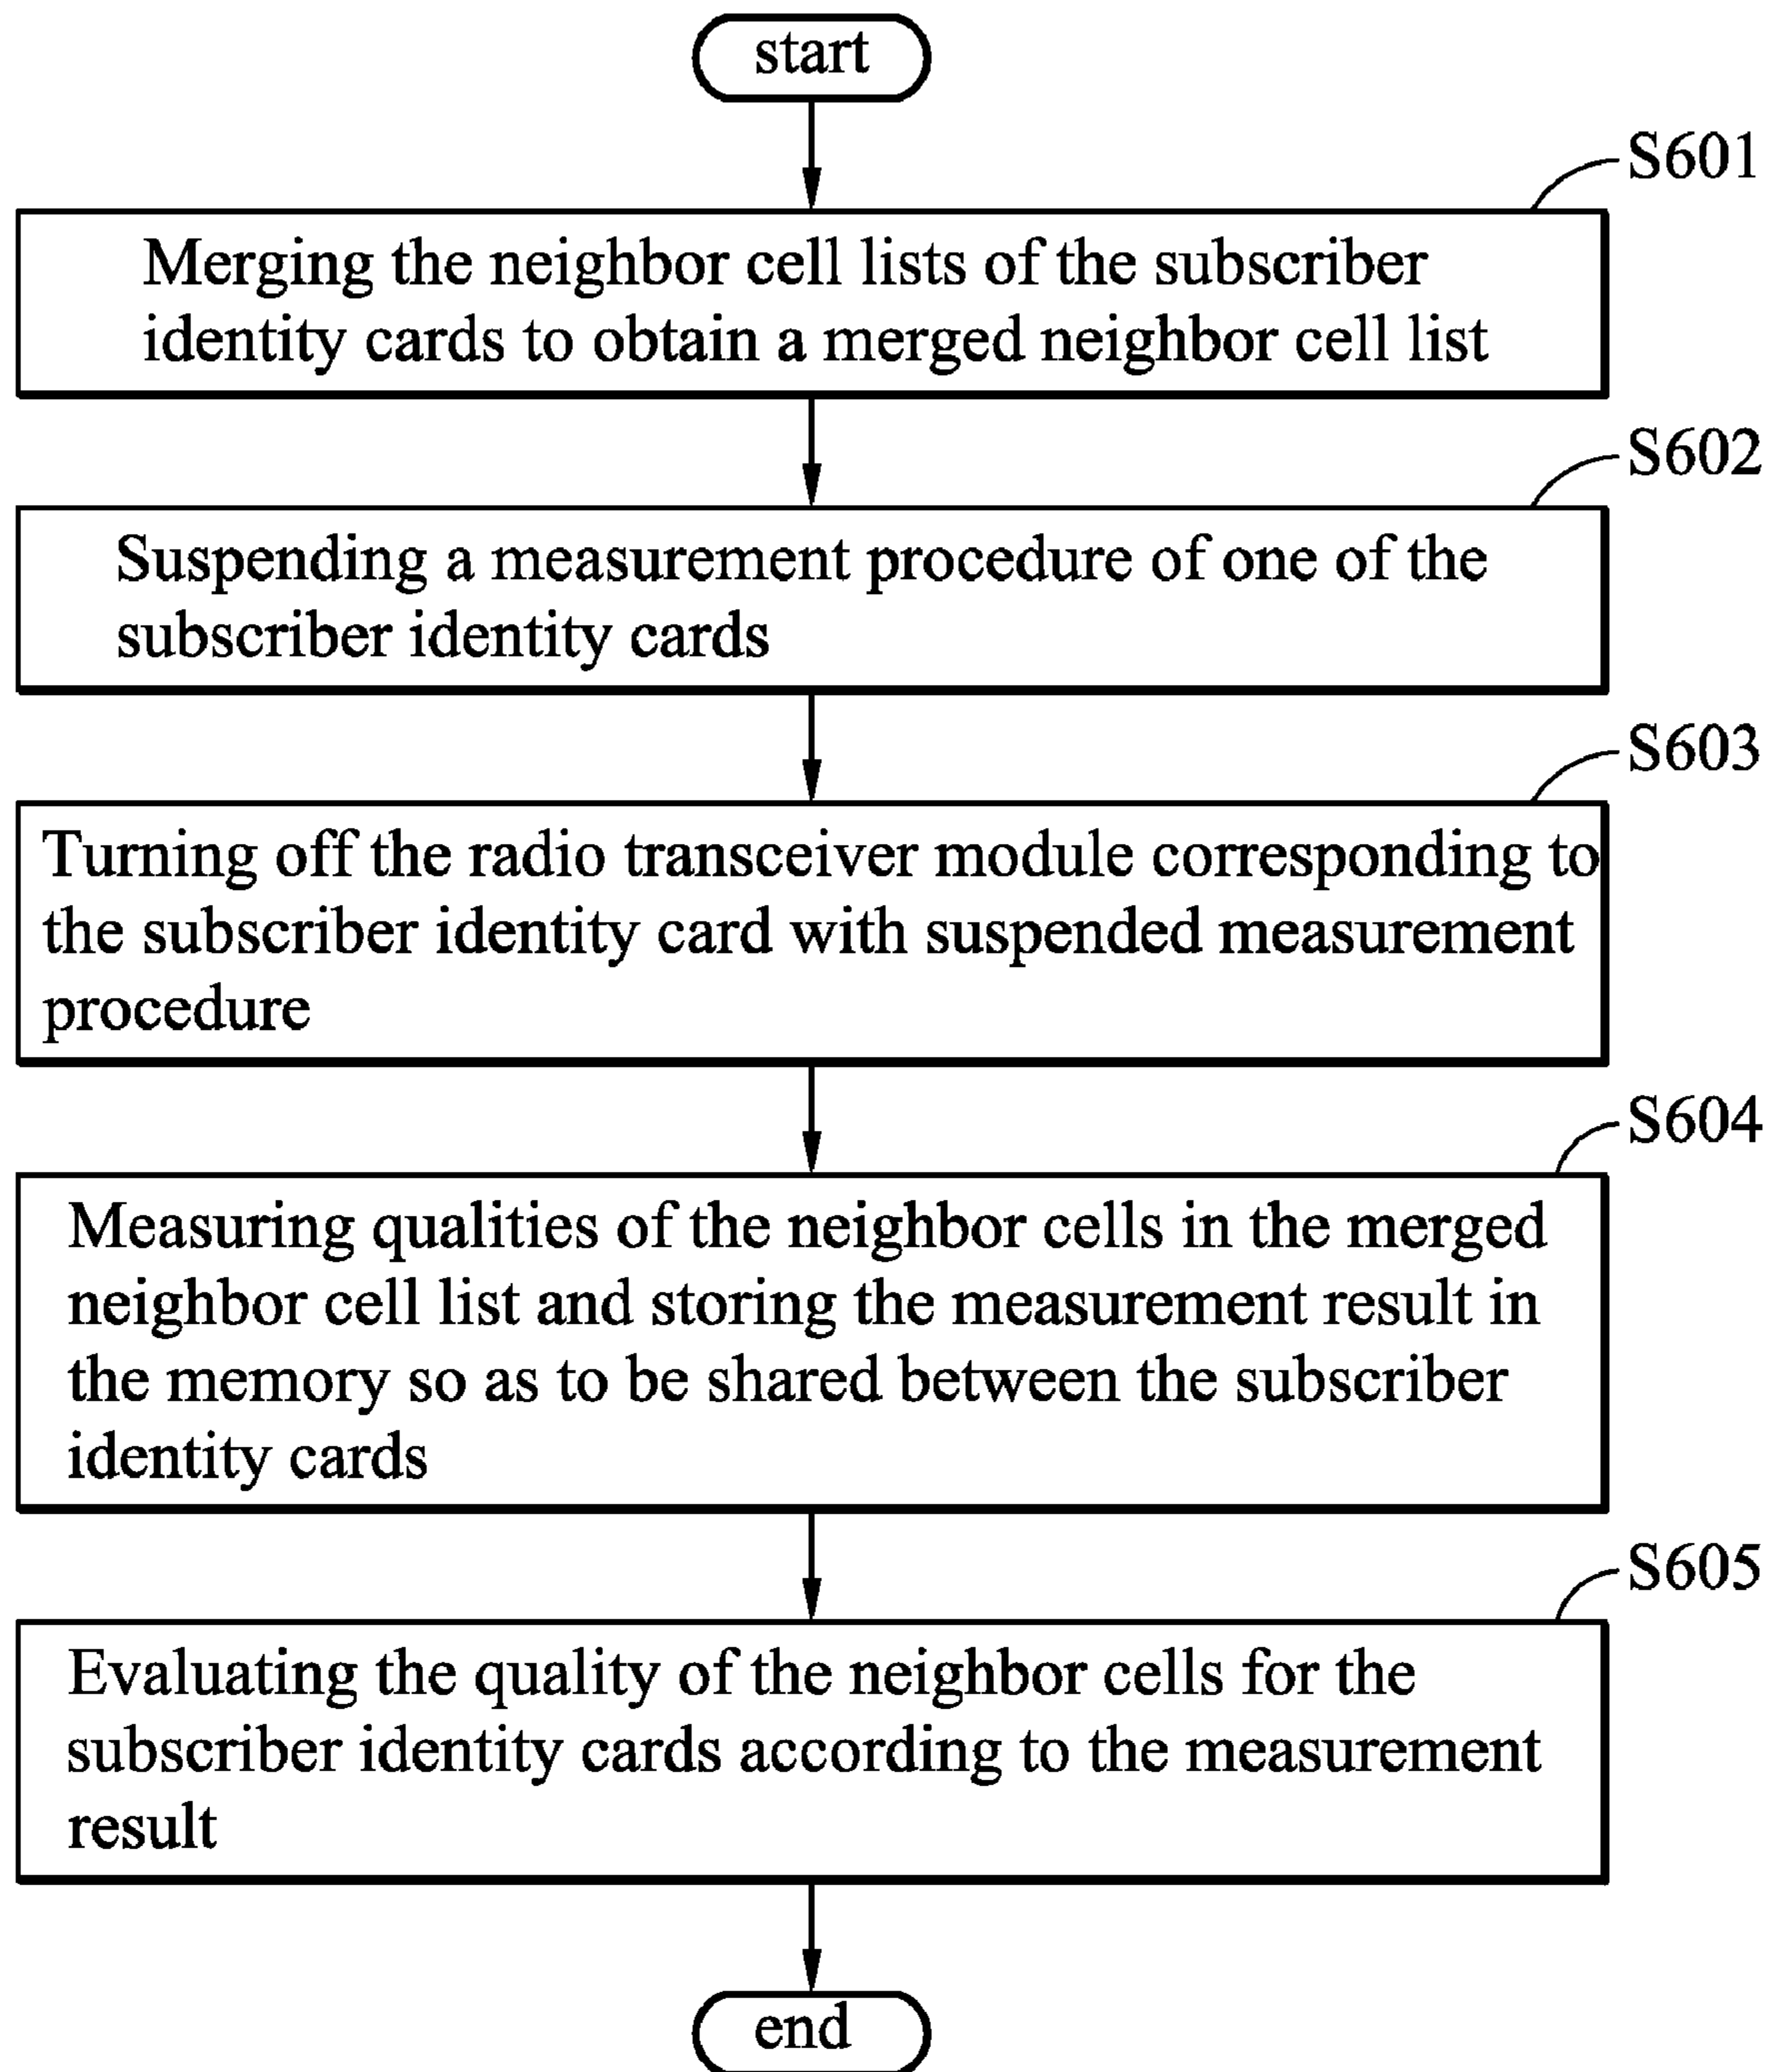 start
S601
Merging the neighbor cell lists of the subscriber
identity cards to obtain a merged neighbor cell list
S602
Suspending a measurement procedure of one of the
subscriber identity cards
S603
Turning off the radio transceiver module corresponding to
the subscriber identity card with suspended measurement
procedure
S604
Measuring qualities of the neighbor cells in the merged
neighbor cell list and storing the measurement result in
the memory so as to be shared between the subscriber
identity cards
S605
Evaluating the quality of the neighbor cells for the
subscriber identity cards according to the measurement
result
end